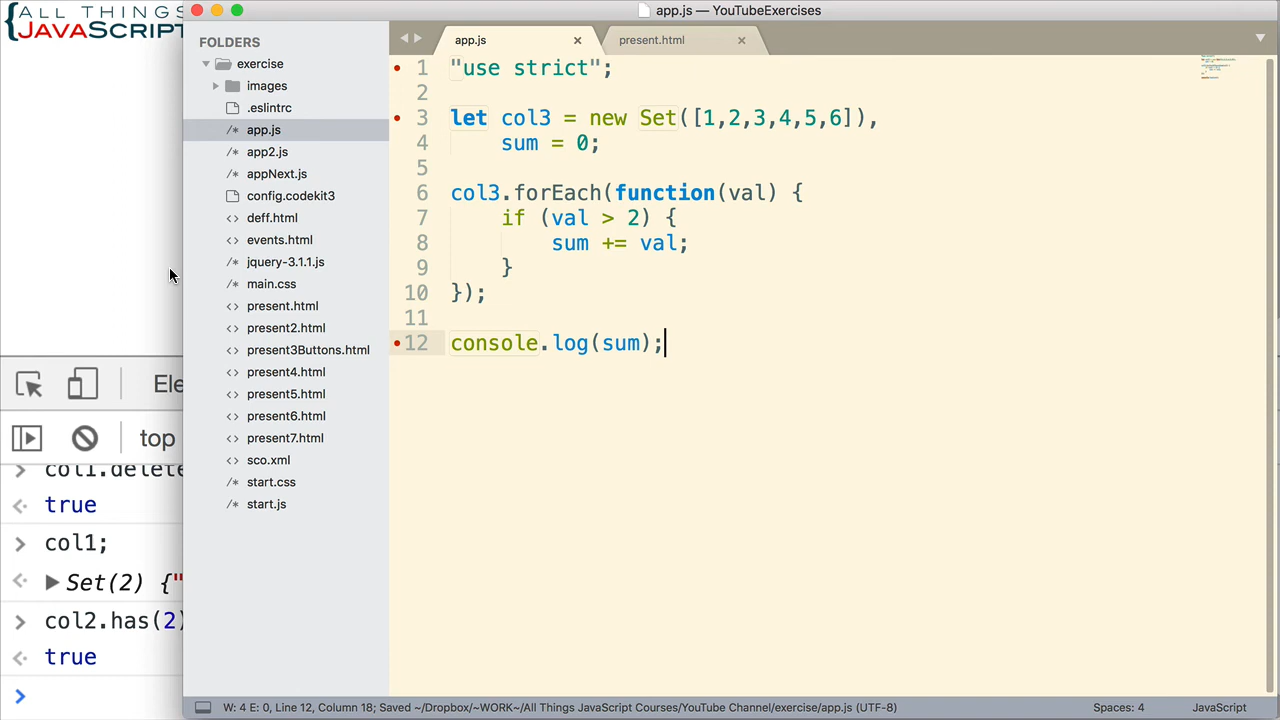 {ALL THINGS
JAVASCRIPT
app.js — YouTubeExercises
FOLDERS
exercise
images
.eslintrc
app.js
app2.js
appNext.js
config.codekit3
deff.html
events.html
jquery-3.1.1.js
main.css
present.html
present2.html
present3Buttons.html
present4.html
present5.html
present6.html
present7.html
sco.xml
start.css
start.js
app.js
present.html
1 "use strict";
2
3 let col3 = new Set([1,2,3,4,5,6]),
4 sum = 0;
5
6 col3.forEach(function(val) {
7 if (val > 2) {
8 sum += val;
9 }
10 });
11
12 console.log(sum);
Ele
top
col1.delete
true
col1;
Set(2) {"
col2.has(2)
true
W: 4 E: 0, Line 12, Column 18; Saved ~/Dropbox/~WORK~/All Things JavaScript Courses/YouTube Channel/exercise/app.js (UTF-8)
Spaces: 4
JavaScript